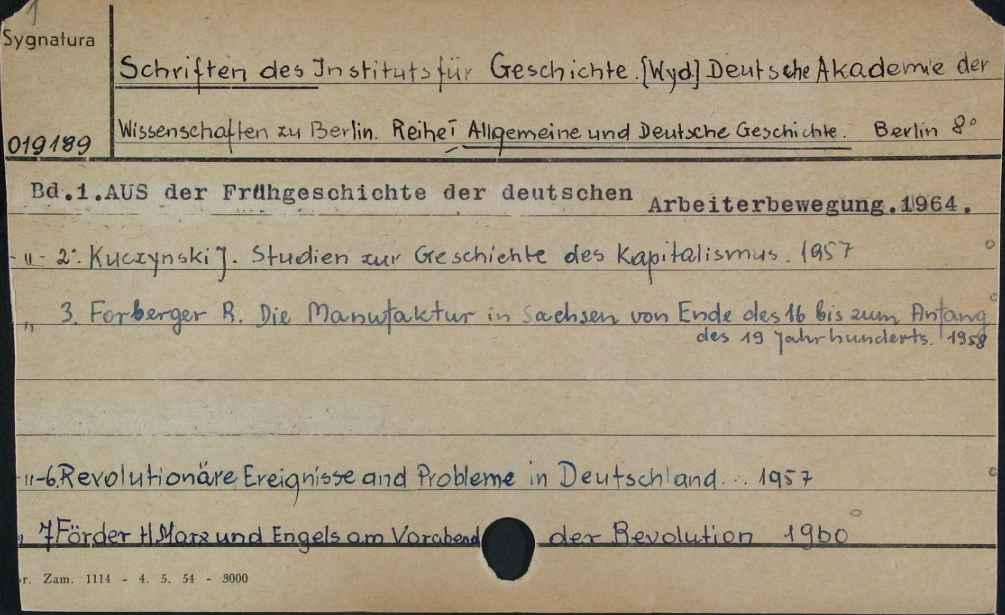 1
Sygnatura
Schriften des Instituts für Geschichte. [Wyd.] Deutsche Akademie der
019189
Wissenschaften zu Berlin. Reihe I Allgemeine und Deutsche Geschichte. Berlin 8°
Bd.1.AUS der Frühgeschichte der deutschen Arbeiterbewegung.1964.
-"- 2. Kuczynski J. Studien zur Geschichte des Kapitalismus. 1957
" 3. Forberger R. Die Manufaktur in Sachsen von Ende des 16 bis zum Anfang
des 19 Jahrhunderts. 1958
-"-6.Revolutionäre Ereignisse and Probleme in Deutschland... 1957
" 7 Förder H Marx und Engels am Vorabend der Revolution 1960
r. Zam. 1114 - 4. 5. 54 - 8000